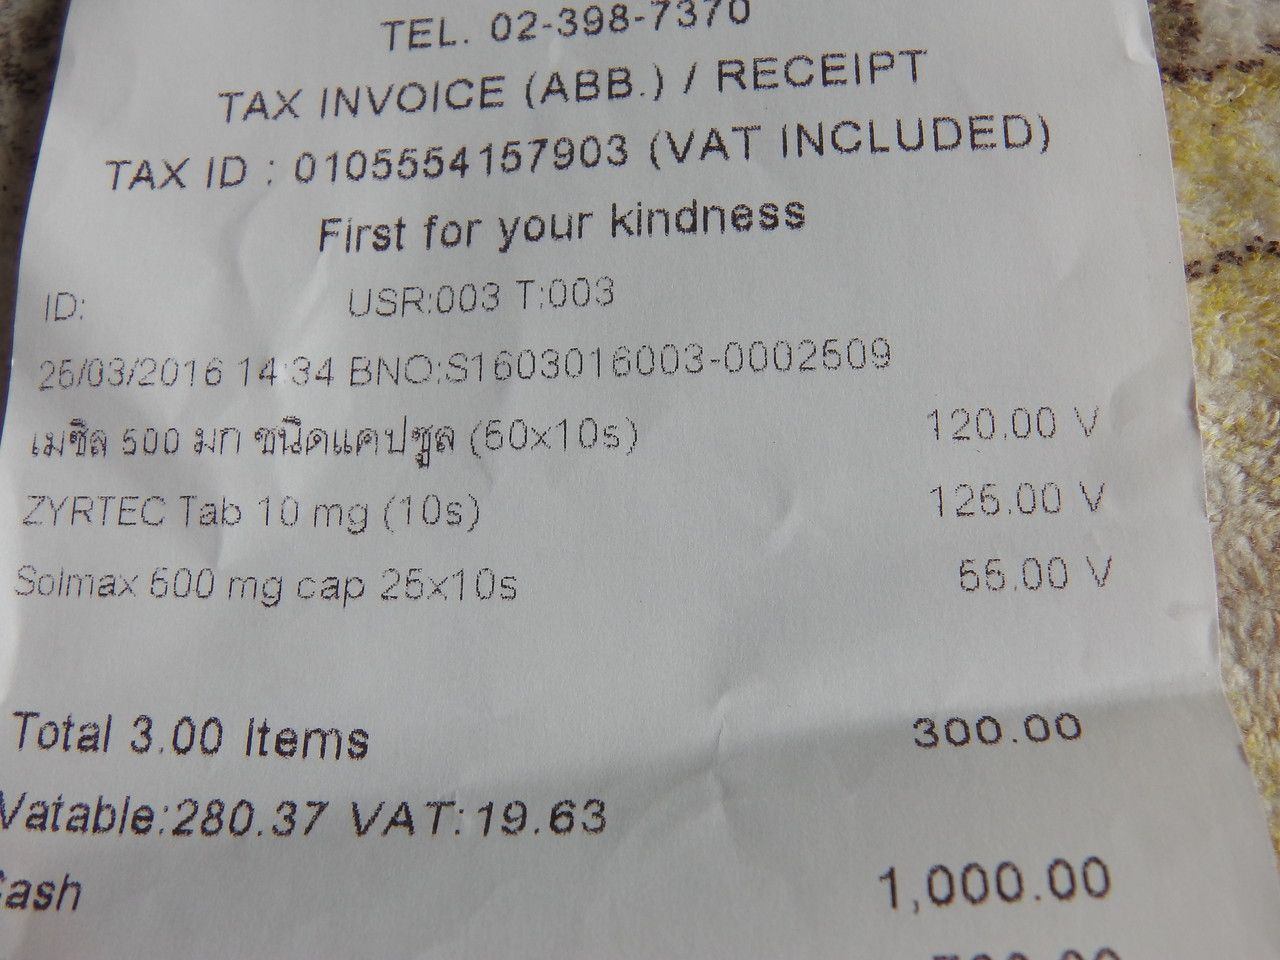 TEL. 02-398-7370
TAX INVOICE (ABB.) / RECEIPT
TAX ID : 0105554157903 (VAT INCLUDED)
First for your kindness
ID: USR:003 T:003
25/03/2016 14:34 BNO:S1603016003-0002509
เมซิล 500 มก ชนิดแคปซูล (50x10s) 120.00 V
ZYRTEC Tab 10 mg (10s) 125.00 V
Solmax 500 mg cap 25x10s 55.00 V
Total 3.00 Items 300.00
Vatable:280.37 VAT:19.63
Cash 1,000.00